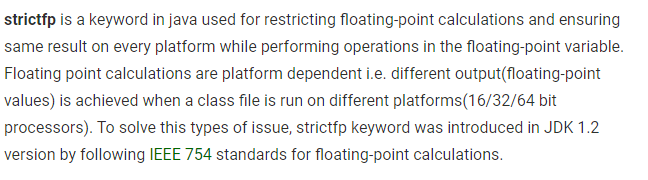 strictfp is a keyword in java used for restricting floating-point calculations and ensuring
same result on every platform while performing operations in the floating-point variable.
Floating point calculations are platform dependent i.e. different output(floating-point
values) is achieved when a class file is run on different platforms(16/32/64 bit
processors). To solve this types of issue, strictfp keyword was introduced in JDK 1.2
version by following IEEE 754 standards for floating-point calculations.